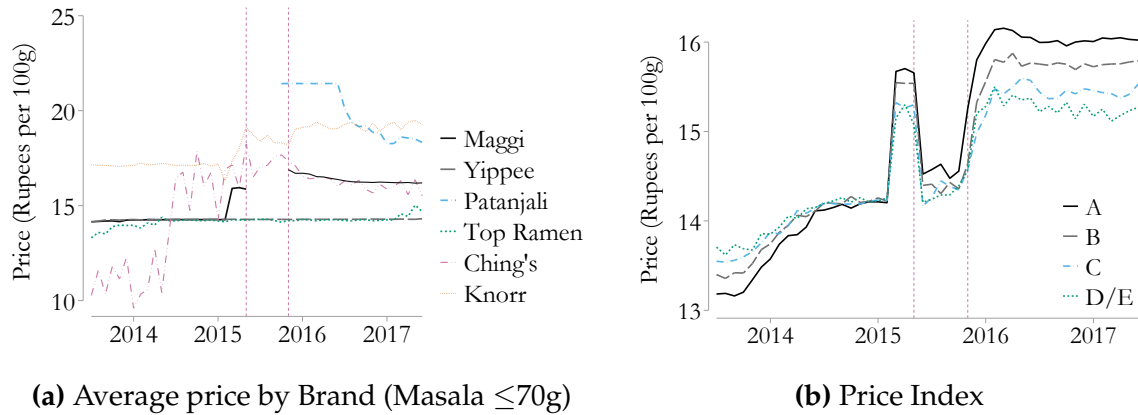 25
20
15
10
Price (Rupees per 100g)
2014
2015
2016
2017
Maggi
Yippee
Patanjali
Top Ramen
Ching's
Knorr
(a) Average price by Brand (Masala ≤70g)
16
15
14
13
Price (Rupees per 100g)
2014
2015
2016
2017
A
B
C
D/E
(b) Price Index